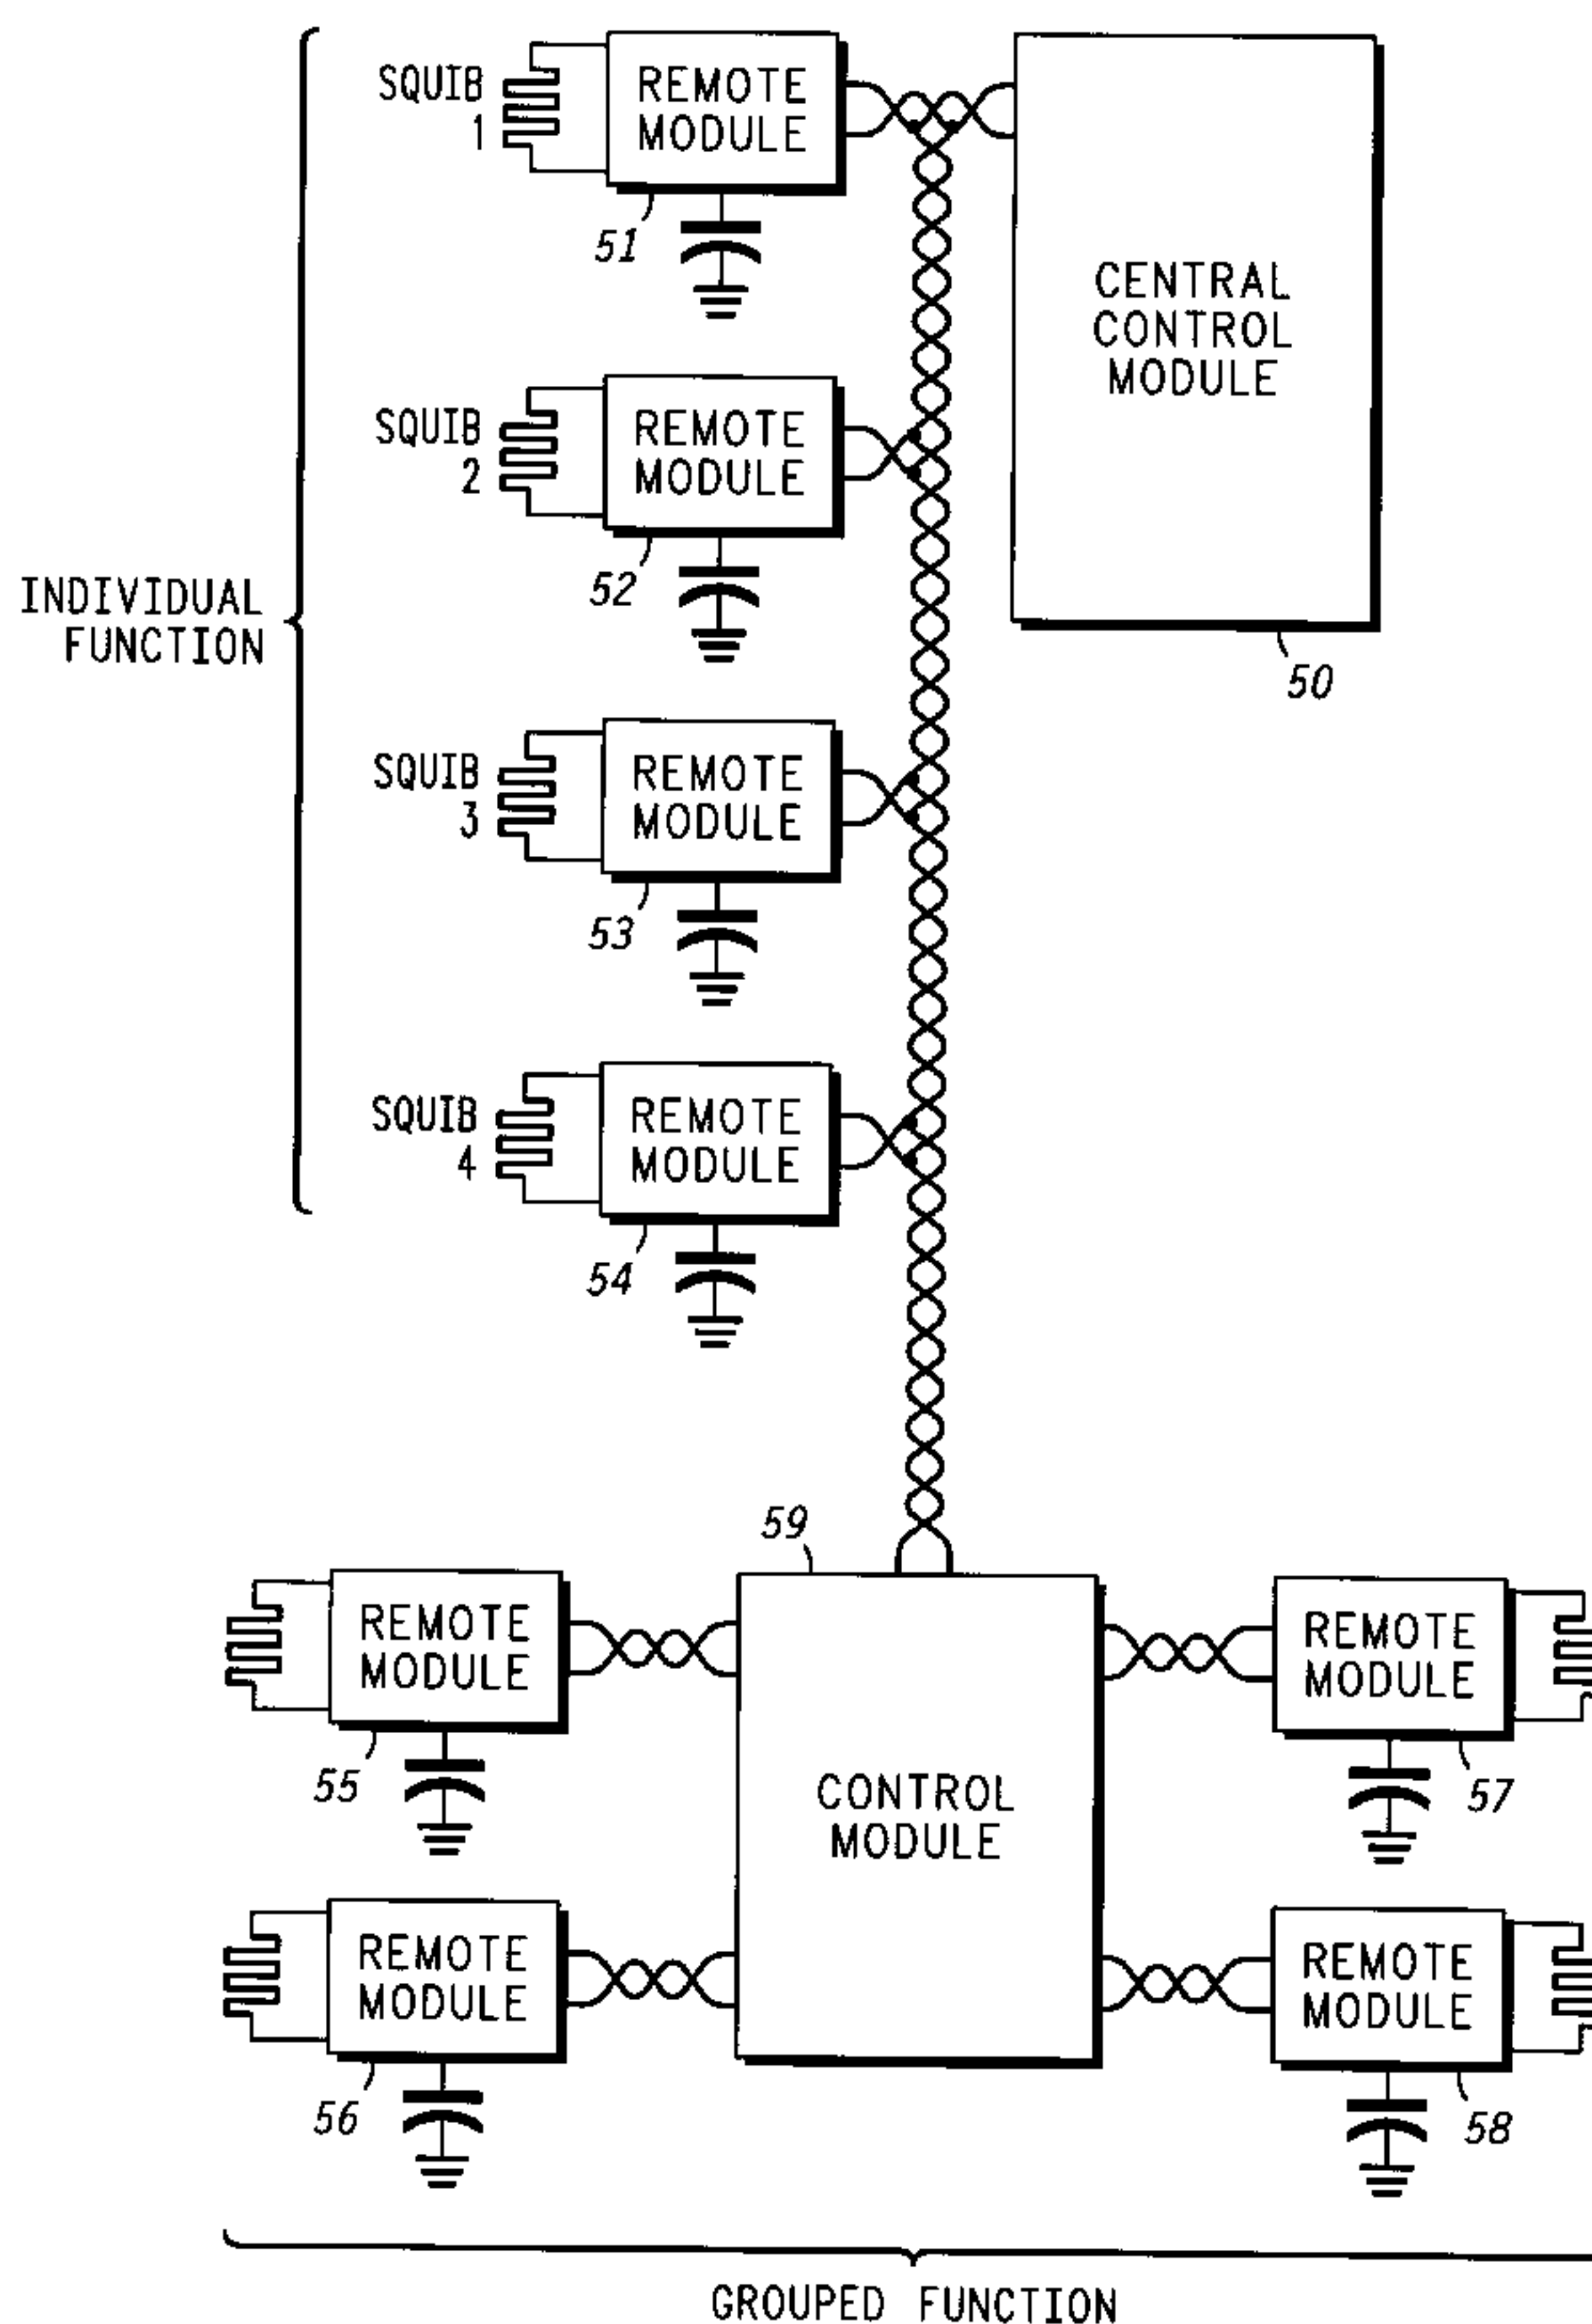 SQUIB
1
REMOTE
MODULE
51
CENTRAL
CONTROL
MODULE
50
SQUIB
2
REMOTE
MODULE
52
INDIVIDUAL
FUNCTION
SQUIB
3
REMOTE
MODULE
53
SQUIB
4
REMOTE
MODULE
54
59
REMOTE
MODULE
55
CONTROL
MODULE
REMOTE
MODULE
57
REMOTE
MODULE
56
REMOTE
MODULE
58
GROUPED FUNCTION